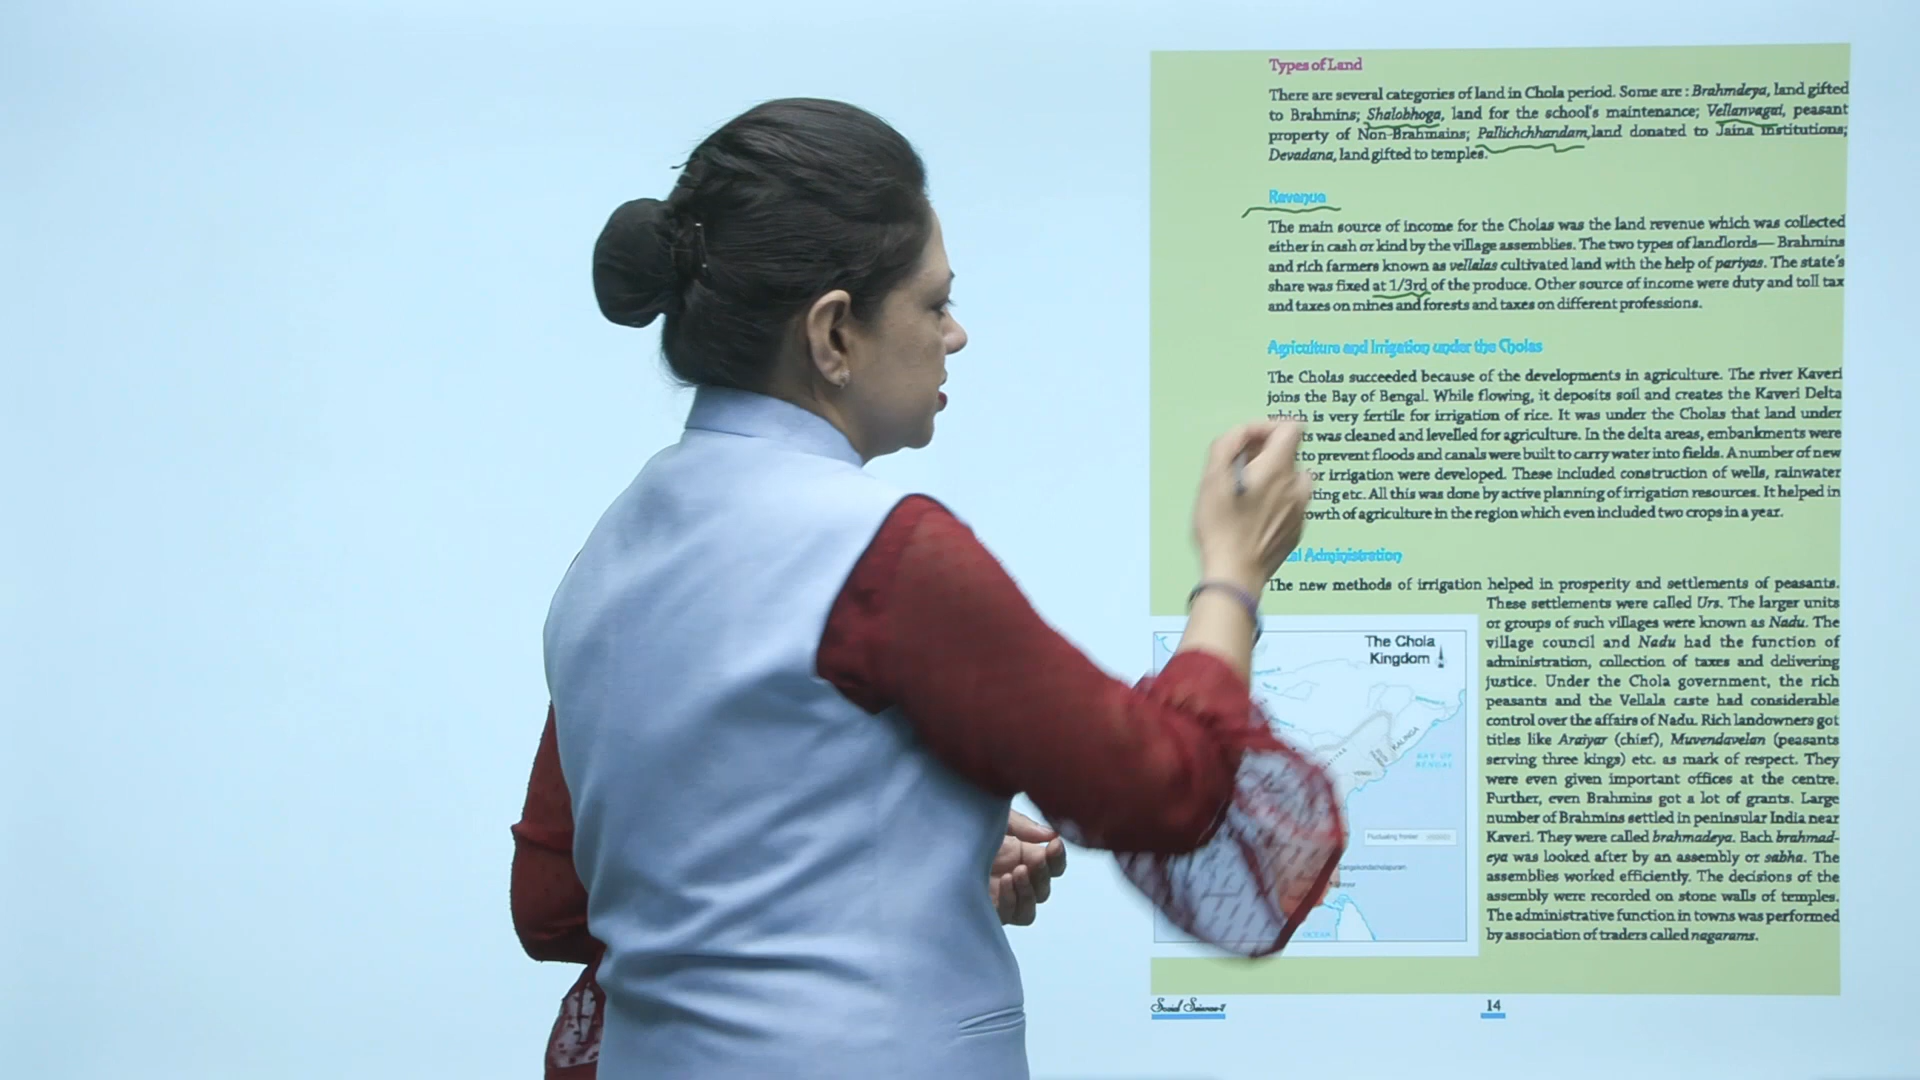 Types of Land
There are several categories of land in Chola period. Some are : Brahmdeya, land gifted
to Brahmins; Shalabhoga, land for the school's maintenance; Vellanvagai, peasant
property of Non-Brahmains; Pallichchhandam,land donated to Jaina institutions;
Devadana, land gifted to temples.
Revenue
The main source of income for the Cholas was the land revenue which was collected
either in cash or kind by the village assemblies. The two types of landlords— Brahmins
and rich farmers known as vellalas cultivated land with the help of pariyas. The state's
share was fixed at 1/3rd of the produce. Other source of income were duty and toll tax
and taxes on mines and forests and taxes on different professions.
Agriculture and Irrigation under the Cholas
The Cholas succeeded because of the developments in agriculture. The river Kaveri
joins the Bay of Bengal. While flowing, it deposits soil and creates the Kaveri Delta
which is very fertile for irrigation of rice. It was under the Cholas that land under
was cleaned and levelled for agriculture. In the delta areas, embankments were
to prevent floods and canals were built to carry water into fields. A number of new
for irrigation were developed. These included construction of wells, rainwater
etc. All this was done by active planning of irrigation resources. It helped in
of agriculture in the region which even included two crops in a year.
Administration
The new methods of irrigation helped in prosperity and settlements of peasants.
These settlements were called Urs. The larger units
or groups of such villages were known as Nadu. The
village council and Nadu had the function of
administration, collection of taxes and delivering
justice. Under the Chola government, the rich
peasants and the Vellala caste had considerable
control over the affairs of Nadu. Rich landowners got
titles like Araiyar (chief), Muvendavelan (peasants
serving three kings) etc. as mark of respect. They
were even given important offices at the centre.
Further, even Brahmins got a lot of grants. Large
number of Brahmins settled in peninsular India near
Kaveri. They were called brahmadeya. Each brahmad-
eya was looked after by an assembly or sabha. The
assemblies worked efficiently. The decisions of the
assembly were recorded on stone walls of temples.
The administrative function in towns was performed
by association of traders called nagarams.
The Chola
Kingdom
KALINGA
BAY OF
BENGAL
VENGI
Fluctuating frontier
Gangaikondacholapuram
OCEAN
Social Science-7
14